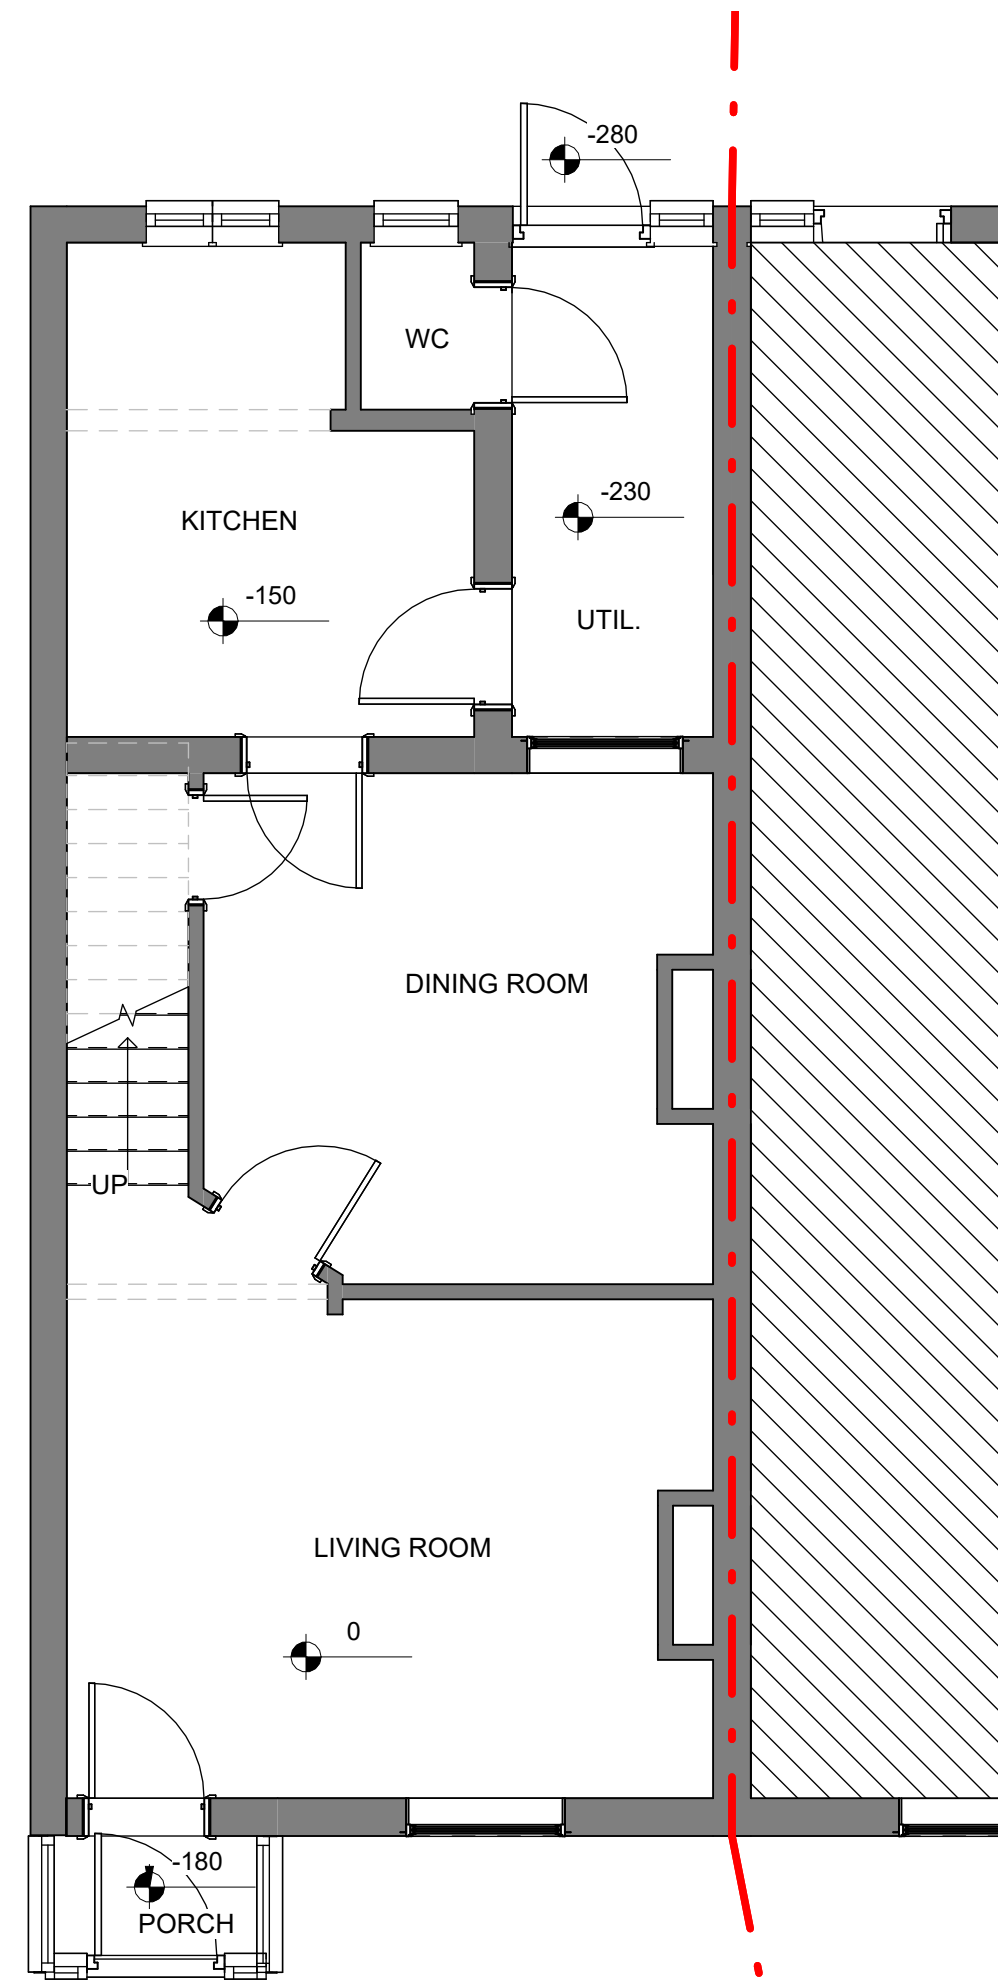 -280
WC
-230
KITCHEN
-150
UTIL.
DINING ROOM
UP
LIVING ROOM
0
-180
PORCH